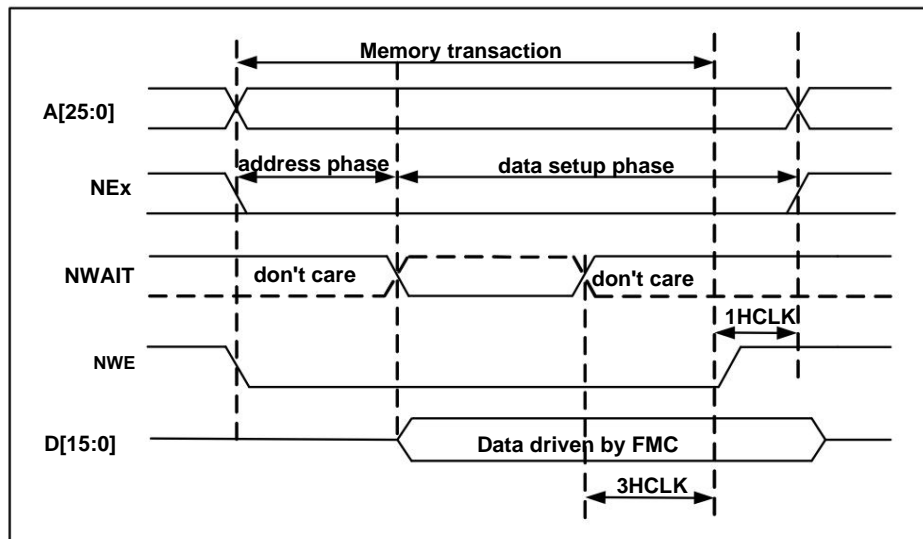 Memory transaction
A[25:0]
address phase
data setup phase
NEx
NWAIT
don't care
don't care
1HCLK
NWE
D[15:0]
Data driven by FMC
3HCLK